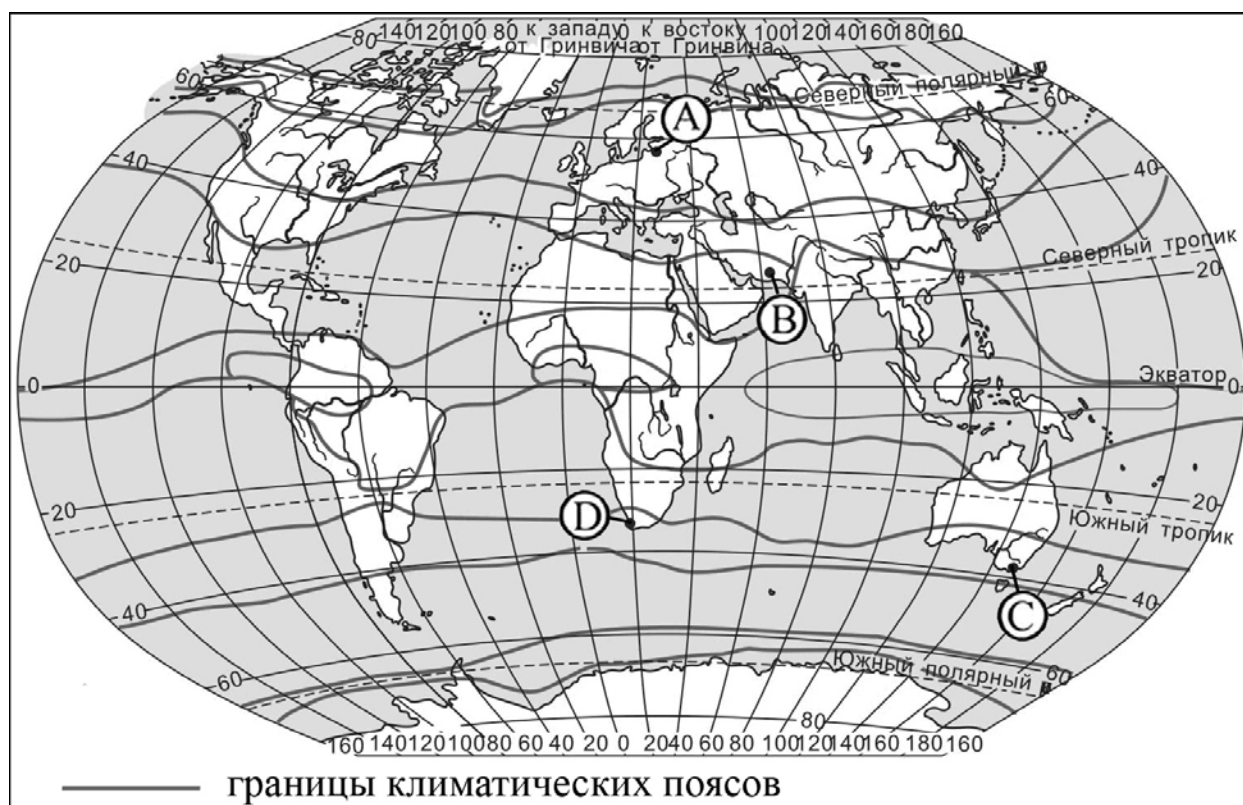 140 120 100 80 к западу 0 к востоку 100 120 140 160 180 160
от Гринвича от Гринвича
80
60
Северный полярный
60
A
40
40
Северный тропик
20
20
B
Экватор
0
0
20
20
D
Южный тропик
40
40
C
60
Южный полярный
60
80
160 140 120 100 80 60 40 20 0 20 40 60 80 100 120 140 160 180 160
границы климатических поясов